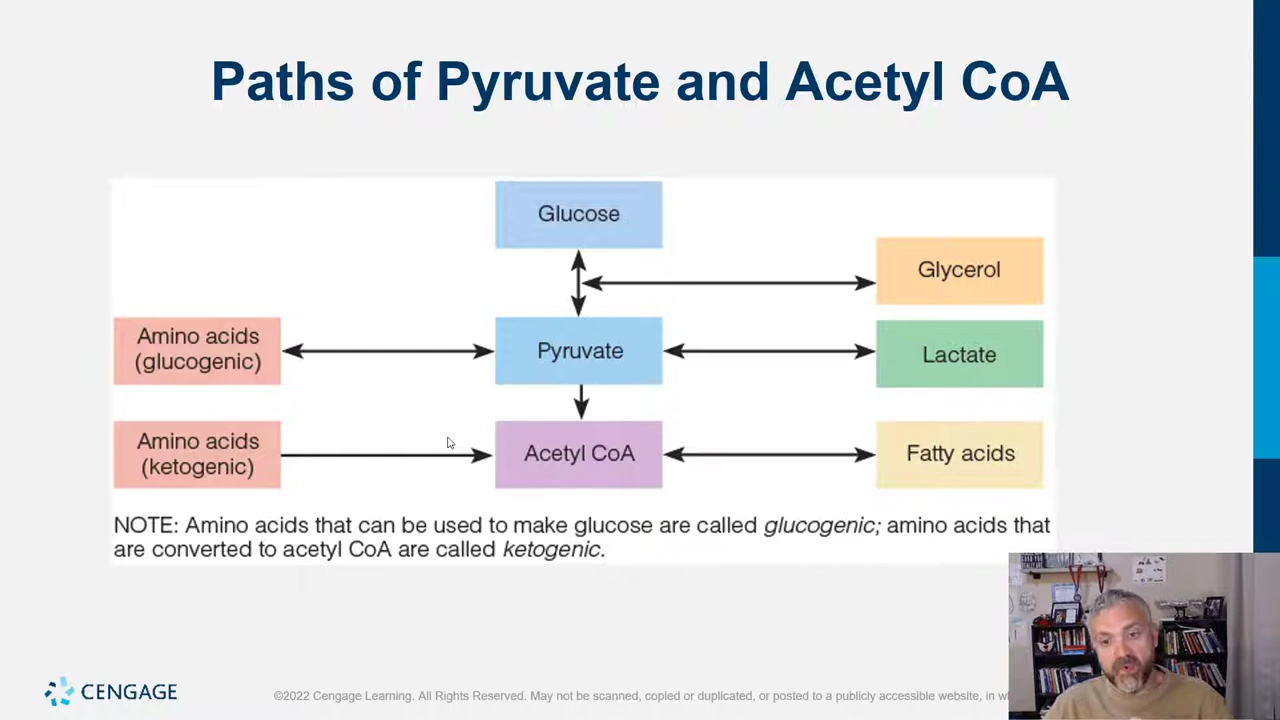 Paths of Pyruvate and Acetyl CoA
Glucose
Glycerol
Amino acids
(glucogenic)
Pyruvate
Lactate
Amino acids
(ketogenic)
Acetyl CoA
Fatty acids
NOTE: Amino acids that can be used to make glucose are called glucogenic; amino acids that
are converted to acetyl CoA are called ketogenic.
CENGAGE
©2022 Cengage Learning. All Rights Reserved. May not be scanned, copied or duplicated, or posted to a publicly accessible website, in